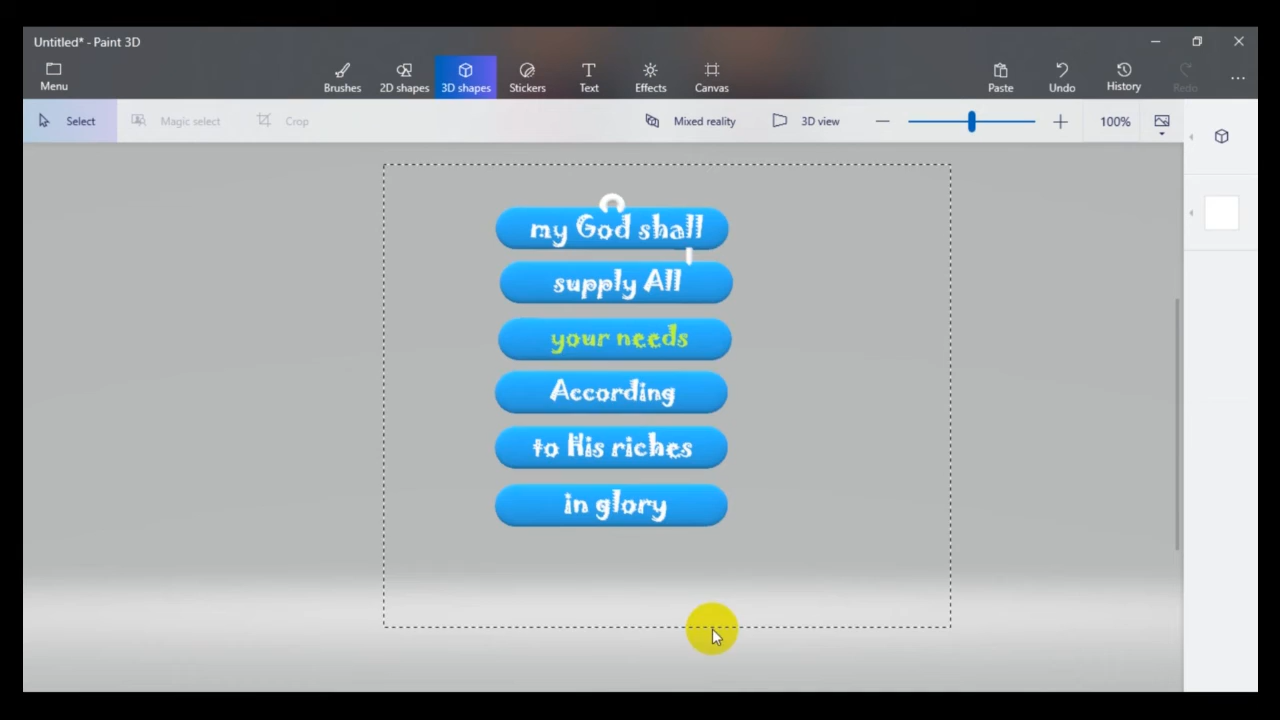 Untitled* - Paint 3D
Menu
Brushes
2D shapes
3D shapes
Stickers
Text
Effects
Canvas
Paste
Undo
History
Redo
Select
Magic select
Crop
Mixed reality
3D view
100%
my God shall
supply All
your needs
According
to His riches
in glory